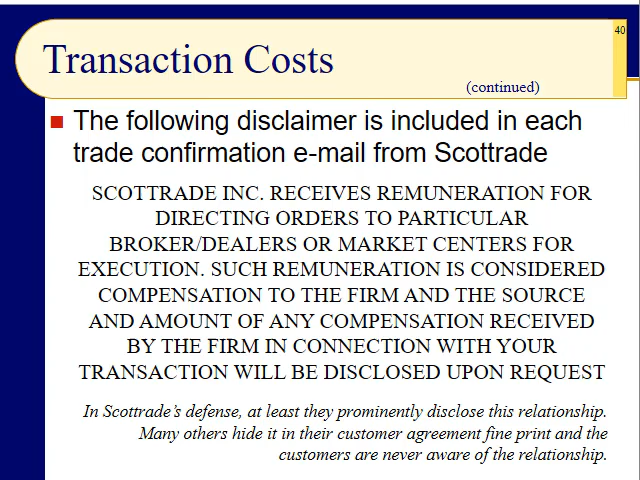 40
Transaction Costs
(continued)
The following disclaimer is included in each
trade confirmation e-mail from Scottrade
SCOTTRADE INC. RECEIVES REMUNERATION FOR
DIRECTING ORDERS TO PARTICULAR
BROKER/DEALERS OR MARKET CENTERS FOR
EXECUTION. SUCH REMUNERATION IS CONSIDERED
COMPENSATION TO THE FIRM AND THE SOURCE
AND AMOUNT OF ANY COMPENSATION RECEIVED
BY THE FIRM IN CONNECTION WITH YOUR
TRANSACTION WILL BE DISCLOSED UPON REQUEST
In Scottrade's defense, at least they prominently disclose this relationship.
Many others hide it in their customer agreement fine print and the
customers are never aware of the relationship.